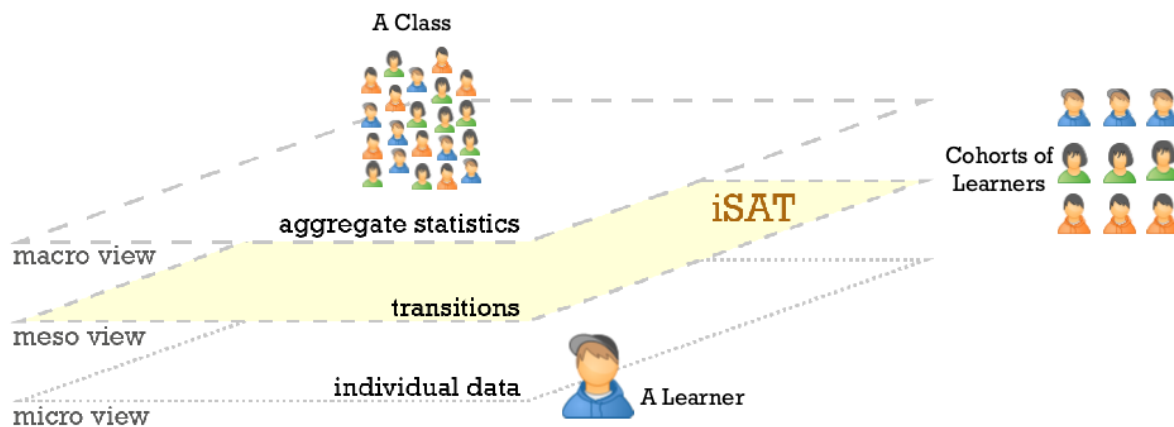 A Class
Cohorts of
Learners
iSAT
aggregate statistics
macro view
transitions
meso view
individual data
A Learner
micro view